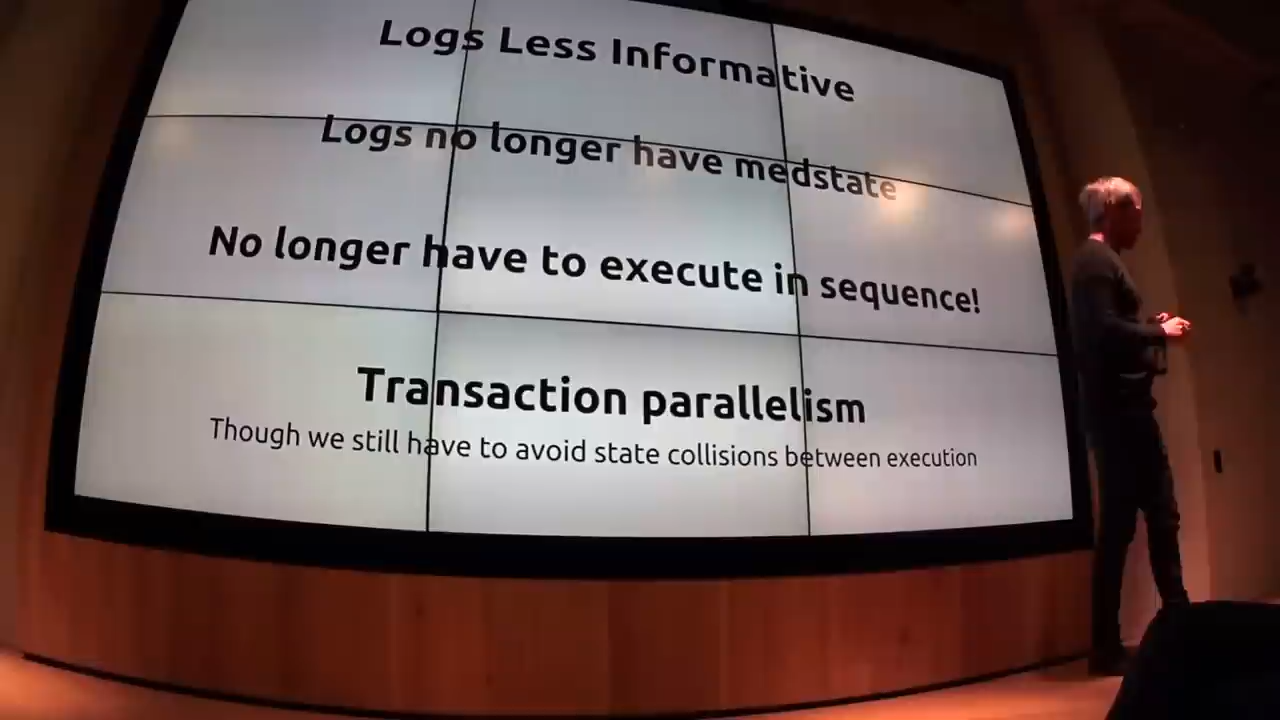 Logs Less Informative
Logs no longer have medstate
No longer have to execute in sequence!
Transaction parallelism
Though we still have to avoid state collisions between execution